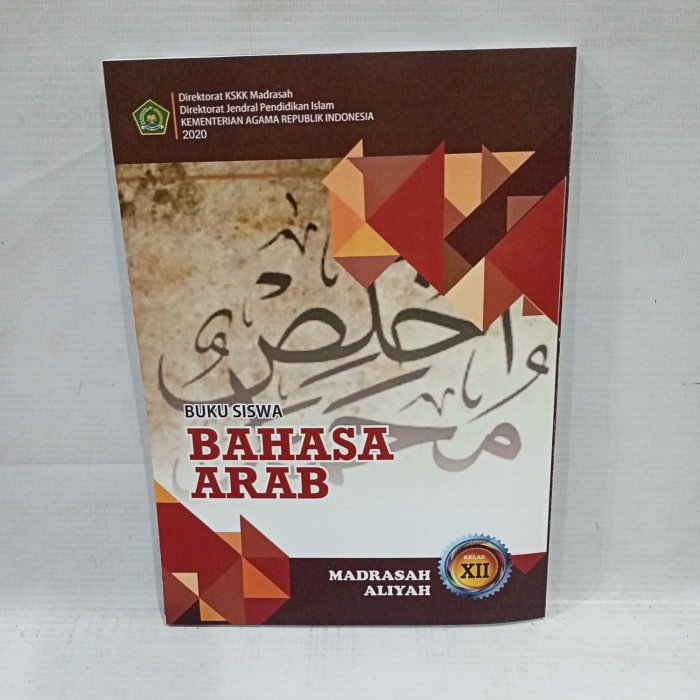 Direktorat KSKK Madrasah
Direktorat Jendral Pendidikan Islam
KEMENTERIAN AGAMA REPUBLIK INDONESIA
2020
أخلص
BUKU SISWA
BAHASA
ARAB
KELAS
XII
MADRASAH
ALIYAH